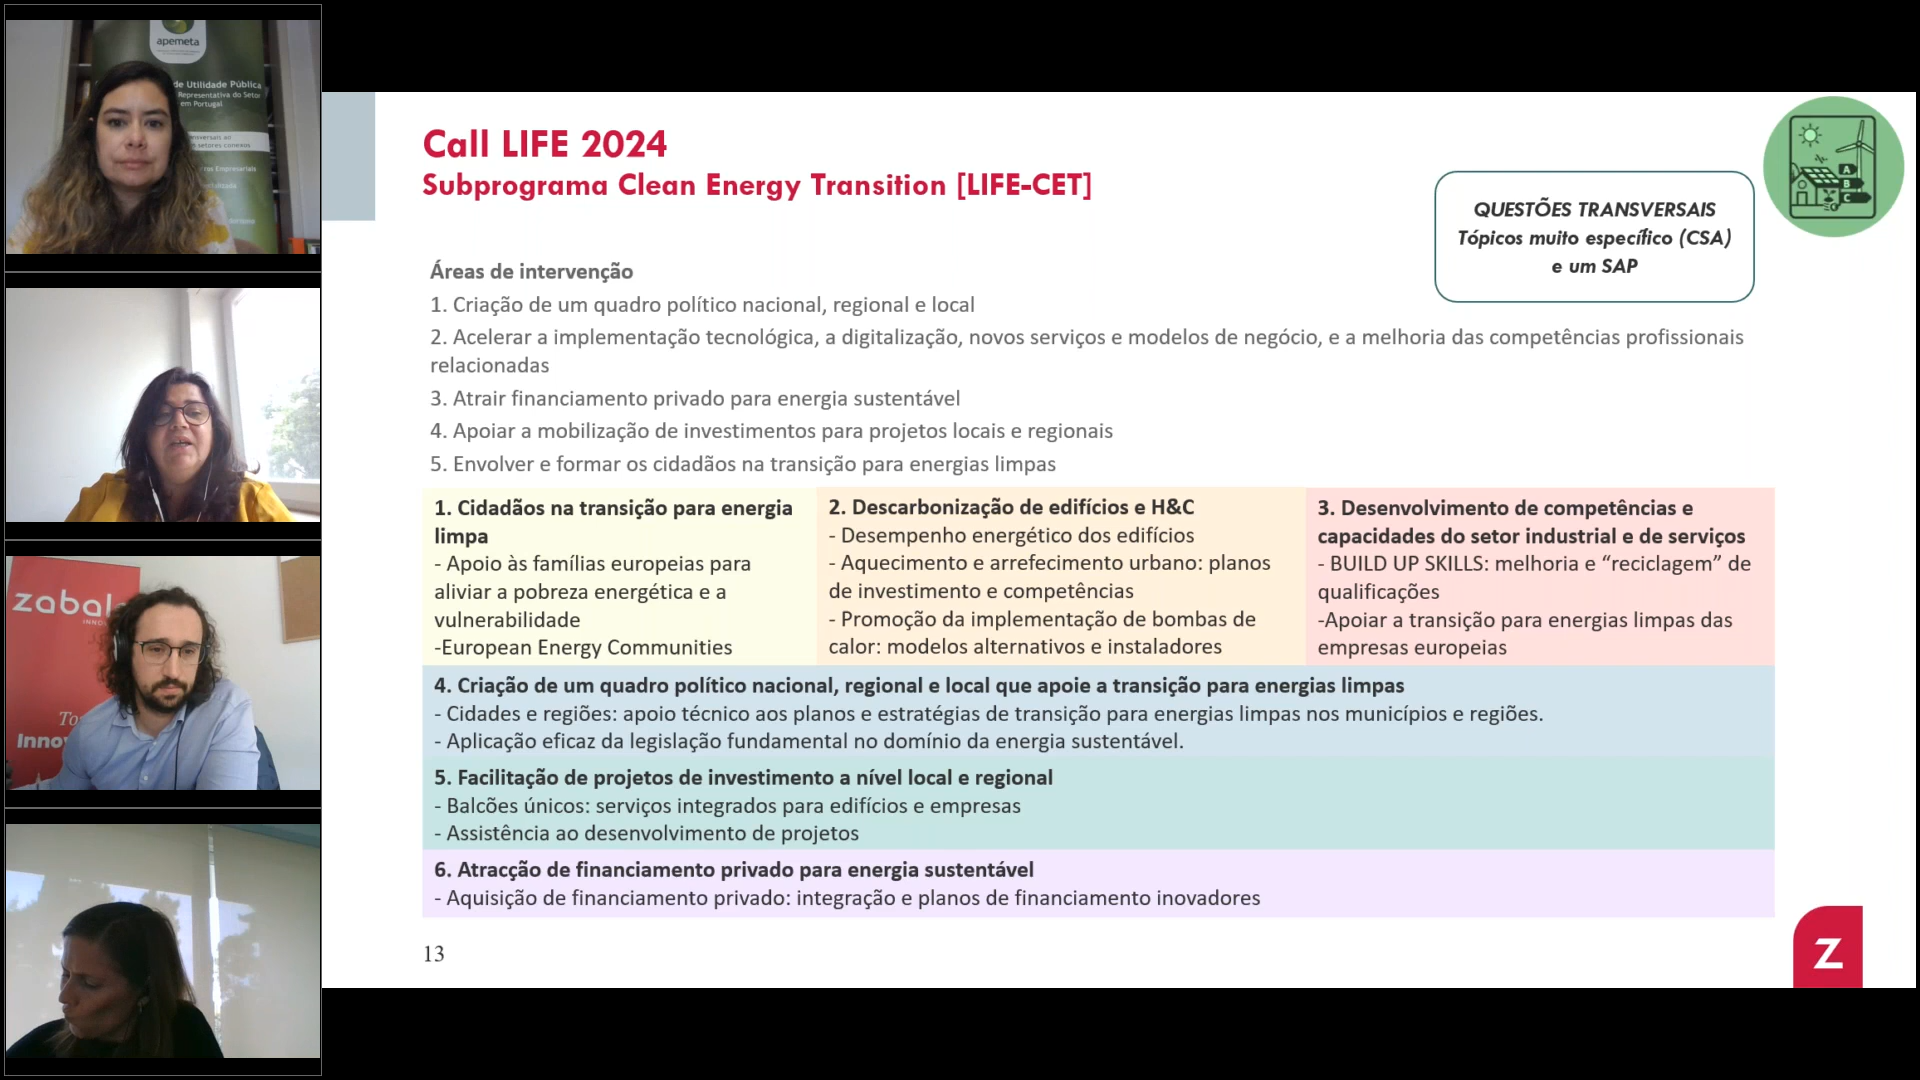 apemeta
de Utilidade Pública
Representativa do Setor
em Portugal
zabal
INNOV
To
Inno
Call LIFE 2024
Subprograma Clean Energy Transition [LIFE-CET]
QUESTÕES TRANSVERSAIS
Tópicos muito específico (CSA)
e um SAP
A
B
C
Áreas de intervenção
1. Criação de um quadro político nacional, regional e local
2. Acelerar a implementação tecnológica, a digitalização, novos serviços e modelos de negócio, e a melhoria das competências profissionais
relacionadas
3. Atrair financiamento privado para energia sustentável
4. Apoiar a mobilização de investimentos para projetos locais e regionais
5. Envolver e formar os cidadãos na transição para energias limpas
1. Cidadãos na transição para energia
limpa
- Apoio às famílias europeias para
aliviar a pobreza energética e a
vulnerabilidade
-European Energy Communities
2. Descarbonização de edifícios e H&C
- Desempenho energético dos edifícios
- Aquecimento e arrefecimento urbano: planos
de investimento e competências
- Promoção da implementação de bombas de
calor: modelos alternativos e instaladores
3. Desenvolvimento de competências e
capacidades do setor industrial e de serviços
- BUILD UP SKILLS: melhoria e “reciclagem” de
qualificações
-Apoiar a transição para energias limpas das
empresas europeias
4. Criação de um quadro político nacional, regional e local que apoie a transição para energias limpas
- Cidades e regiões: apoio técnico aos planos e estratégias de transição para energias limpas nos municípios e regiões.
- Aplicação eficaz da legislação fundamental no domínio da energia sustentável.
5. Facilitação de projetos de investimento a nível local e regional
- Balcões únicos: serviços integrados para edifícios e empresas
- Assistência ao desenvolvimento de projetos
6. Atracção de financiamento privado para energia sustentável
- Aquisição de financiamento privado: integração e planos de financiamento inovadores
13
z